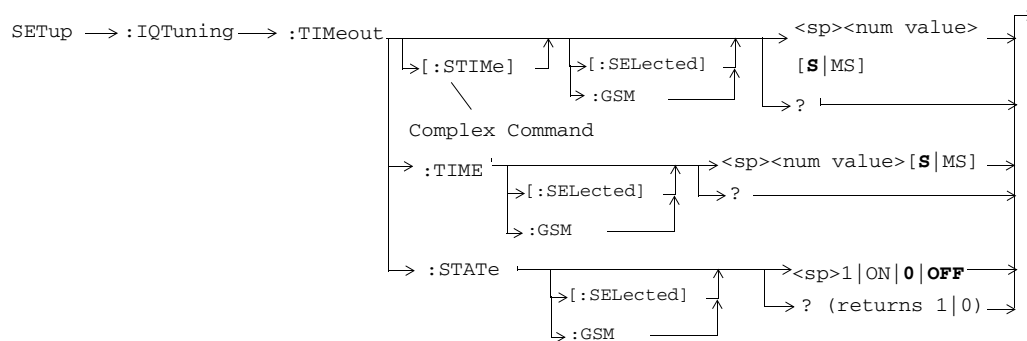 SETup :IQTuning :TIMeout <sp><num value>
[:STIMe] [:SELected] [S|MS]
:GSM ?
Complex Command
:TIME <sp><num value>[S|MS]
[:SELected] ?
:GSM
:STATe <sp>1|ON|0|OFF
[:SELected] ? (returns 1|0)
:GSM